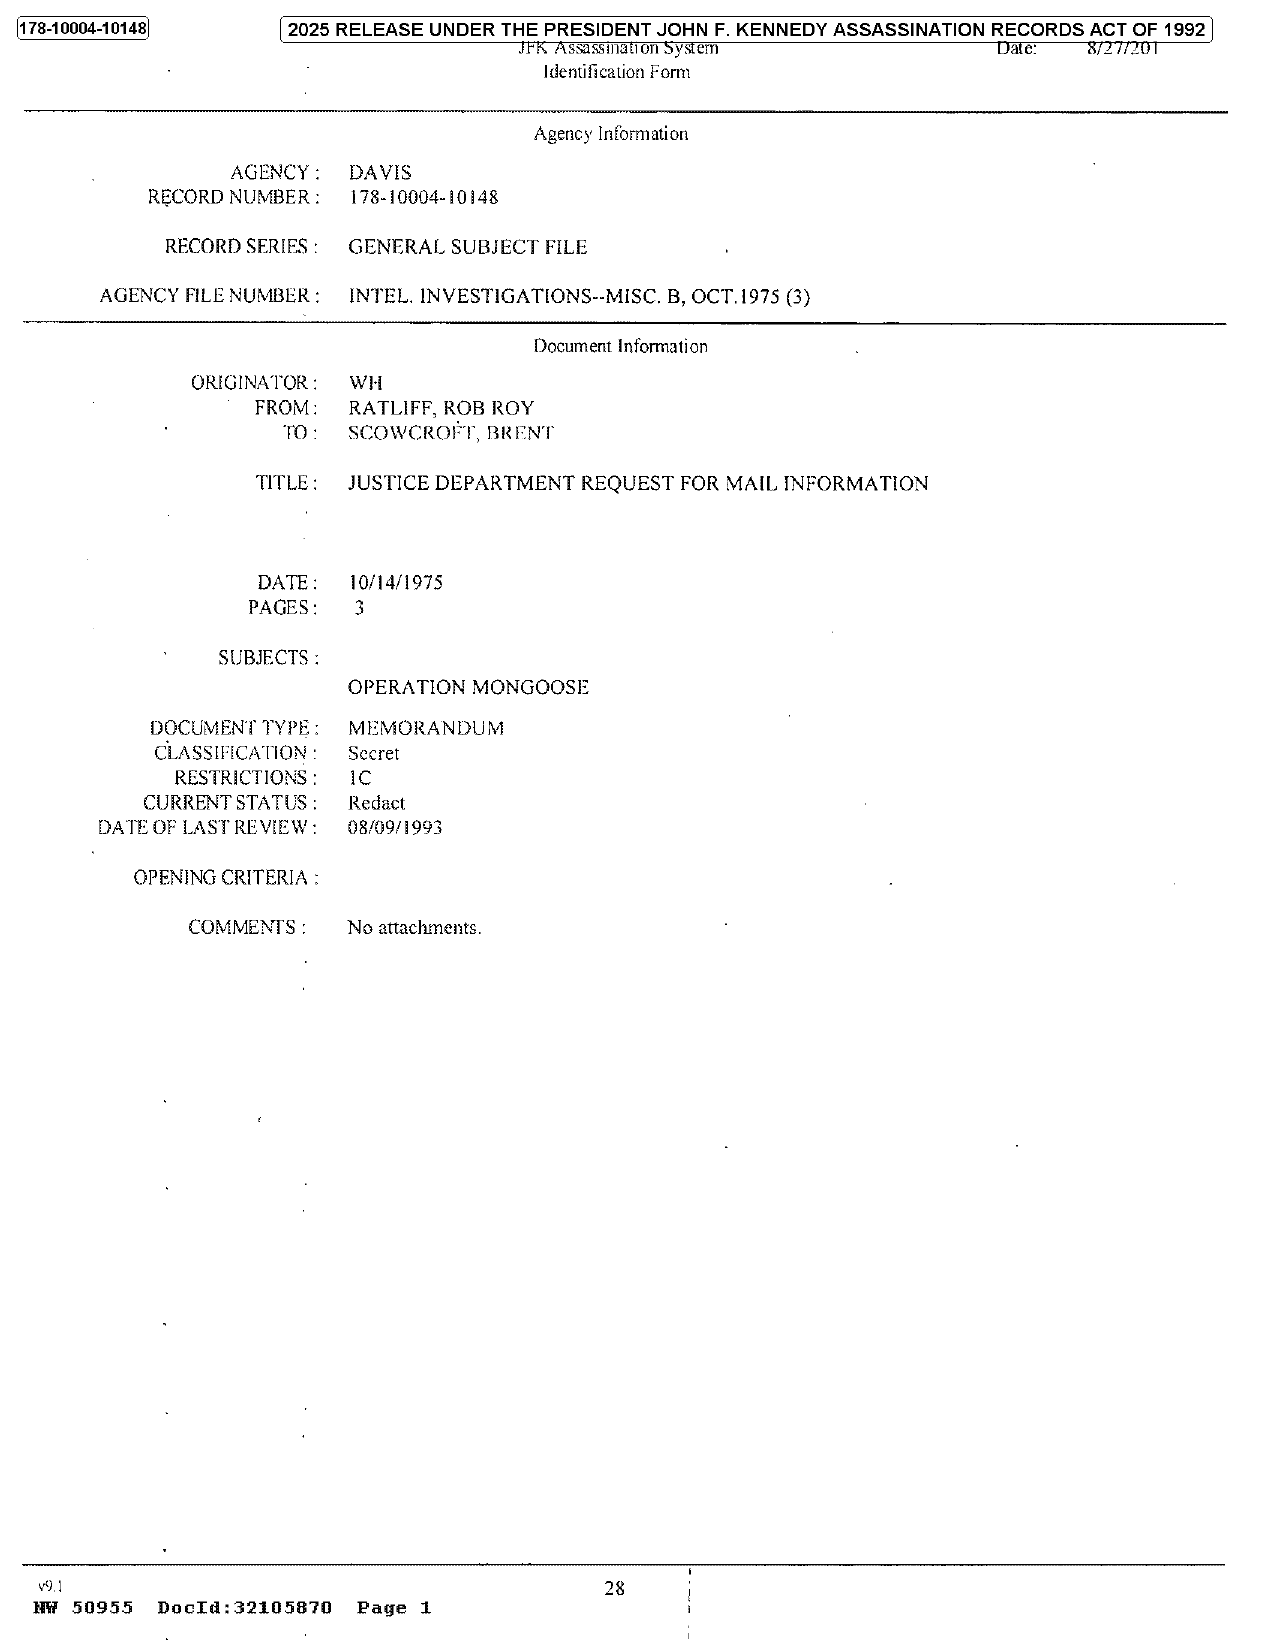 178-10004-10148
2025 RELEASE UNDER THE PRESIDENT JOHN F. KENNEDY ASSASSINATION RECORDS ACT OF 1992
JFK Assassination System
Date: 8/27/201
Identification Form
Agency Information
AGENCY : DAVIS
RECORD NUMBER : 178-10004-10148
RECORD SERIES : GENERAL SUBJECT FILE
AGENCY FILE NUMBER : INTEL. INVESTIGATIONS--MISC. B, OCT.1975 (3)
Document Information
ORIGINATOR : WH
FROM : RATLIFF, ROB ROY
TO : SCOWCROFT, BRENT
TITLE : JUSTICE DEPARTMENT REQUEST FOR MAIL INFORMATION
DATE : 10/14/1975
PAGES : 3
SUBJECTS :
OPERATION MONGOOSE
DOCUMENT TYPE : MEMORANDUM
CLASSIFICATION : Secret
RESTRICTIONS : 1C
CURRENT STATUS : Redact
DATE OF LAST REVIEW : 08/09/1993
OPENING CRITERIA :
COMMENTS : No attachments.
v9.1
28
NW 50955 DocId:32105870 Page 1